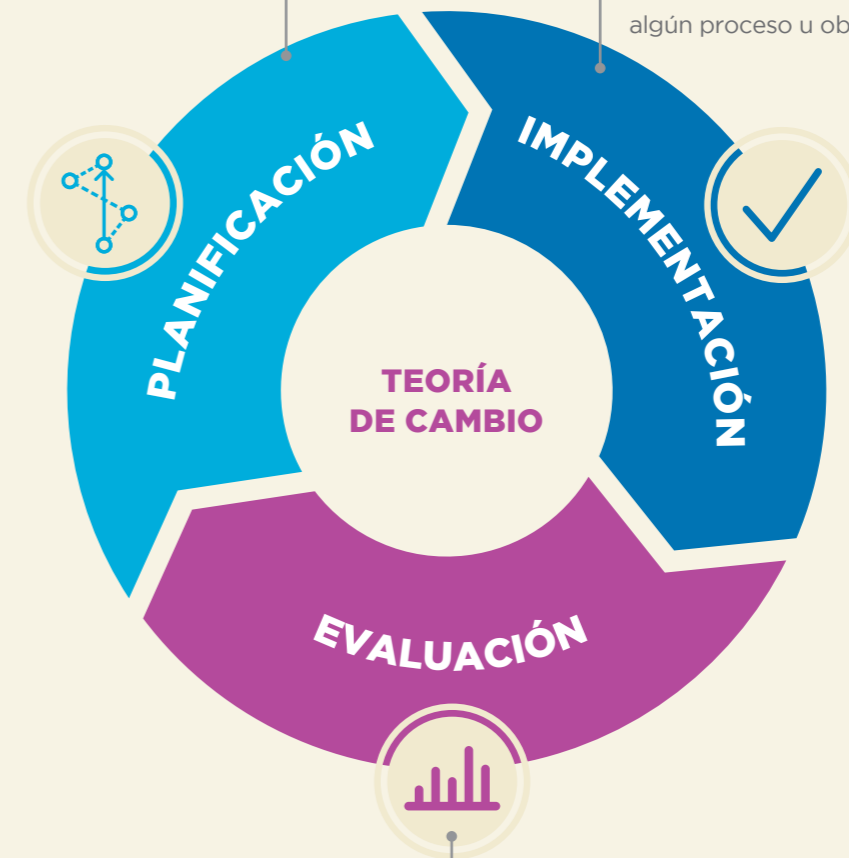 algún proceso u ob
PLANIFICACIÓN
IMPLEMENTACIÓN
TEORÍA
DE CAMBIO
EVALUACIÓN